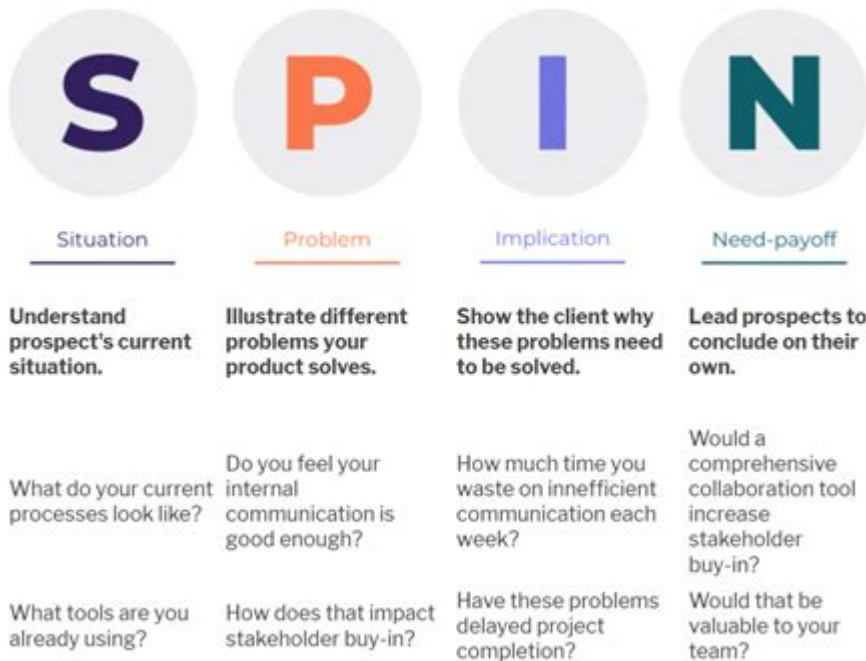 S
P
I
N
Situation
Problem
Implication
Need-payoff
Understand
prospect's current
situation.
Illustrate different
problems your
product solves.
Show the client why
these problems need
to be solved.
Lead prospects to
conclude on their
own.
What do your current
processes look like?
Do you feel your
internal
communication is
good enough?
How much time you
waste on innefficient
communication each
week?
Would a
comprehensive
collaboration tool
increase
stakeholder
buy-in?
What tools are you
already using?
How does that impact
stakeholder buy-in?
Have these problems
delayed project
completion?
Would that be
valuable to your
team?